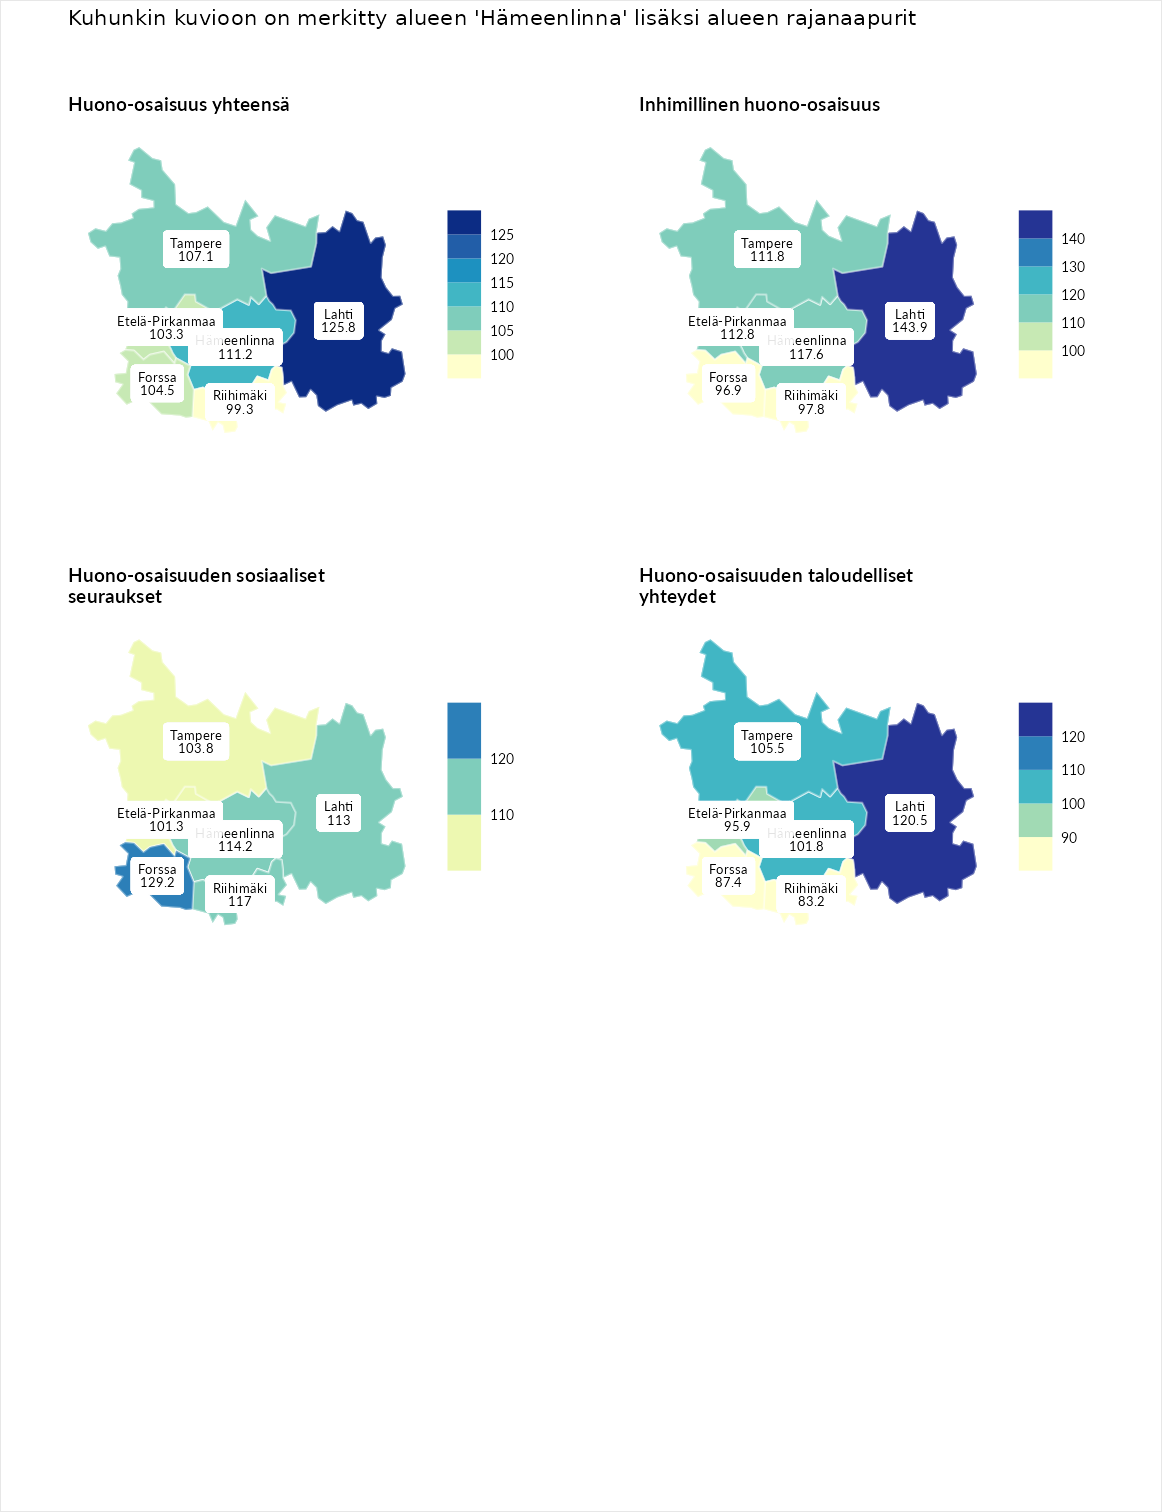 Kuhunkin kuvioon on merkitty alueen 'Hämeenlinna' lisäksi alueen rajanaapurit
Huono-osaisuus yhteensä
Tampere
107.1
Lahti
125.8
Etelä-Pirkanmaa
103.3
Hämeenlinna
111.2
Forssa
104.5
Riihimäki
99.3
125
120
115
110
105
100
Inhimillinen huono-osaisuus
Tampere
111.8
Lahti
143.9
Etelä-Pirkanmaa
112.8
Hämeenlinna
117.6
Forssa
96.9
Riihimäki
97.8
140
130
120
110
100
Huono-osaisuuden sosiaaliset
seuraukset
Tampere
103.8
Lahti
113
Etelä-Pirkanmaa
101.3
Hämeenlinna
114.2
Forssa
129.2
Riihimäki
117
120
110
Huono-osaisuuden taloudelliset
yhteydet
Tampere
105.5
Lahti
120.5
Etelä-Pirkanmaa
95.9
Hämeenlinna
101.8
Forssa
87.4
Riihimäki
83.2
120
110
100
90